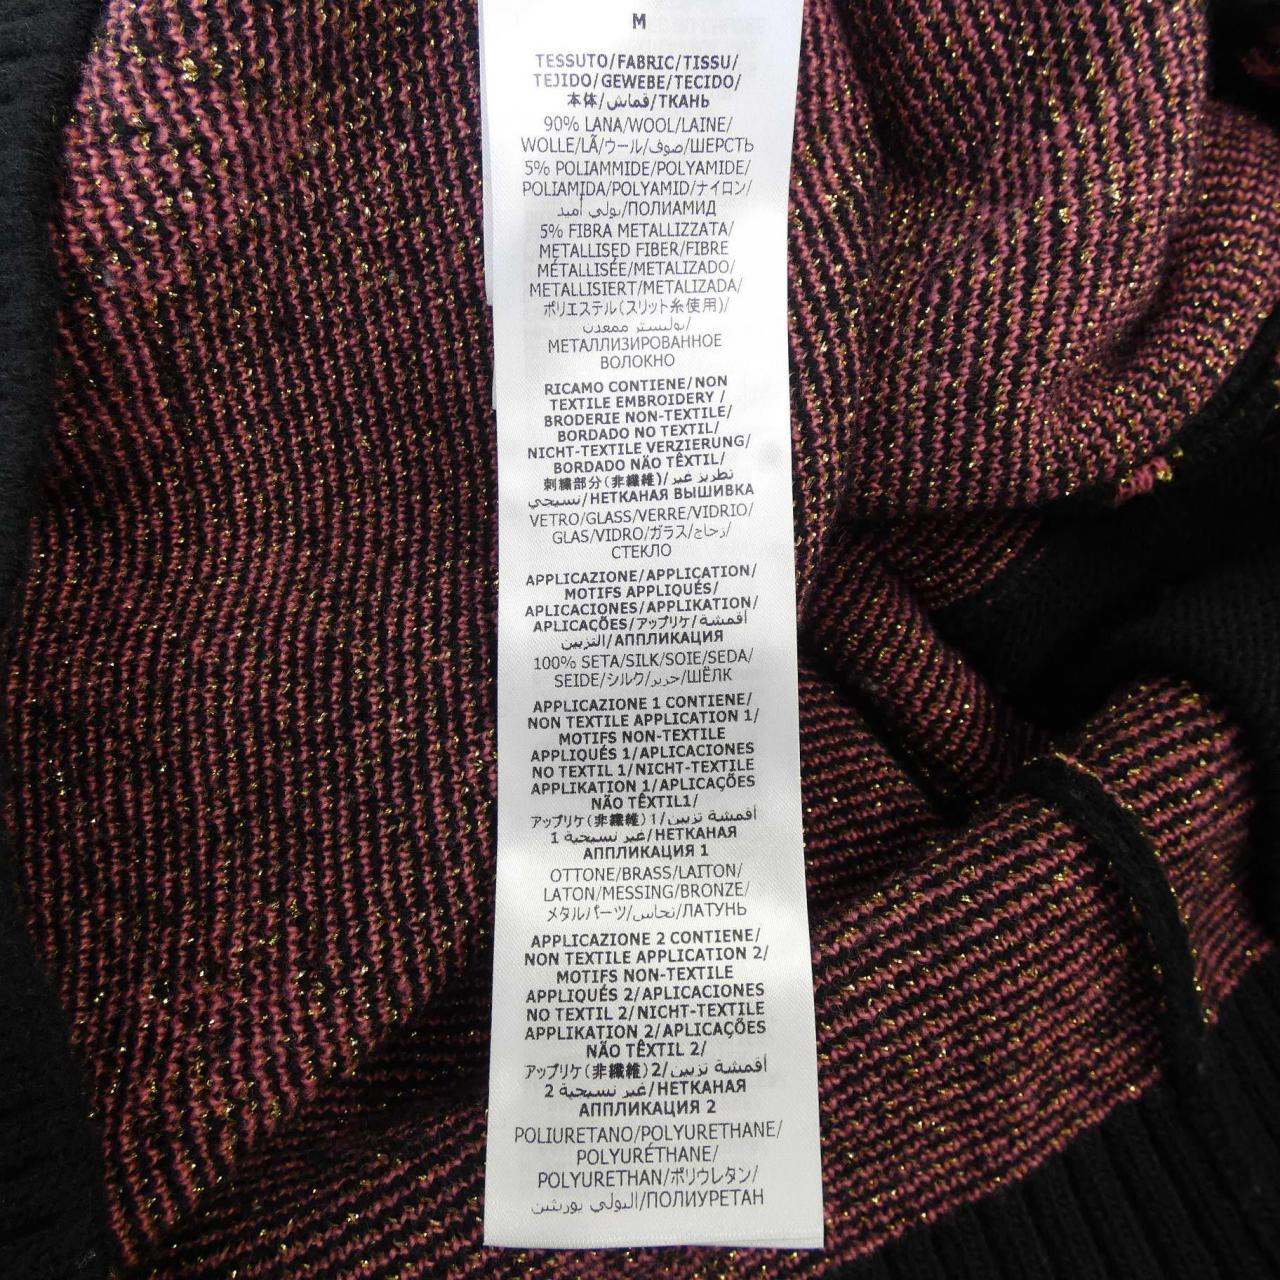 M
TESSUTO/FABRIC/TISSU/
TEJIDO/GEWEBE/TECIDO/
本体/قماش/ТКАНЬ
90% LANA/WOOL/LAINE/
WOLLE/LÃ/ウール/صوف/ШЕРСТЬ
5% POLIAMMIDE/POLYAMIDE/
POLIAMIDA/POLYAMID/ナイロン/
بولي أميد/ПОЛИАМИД
5% FIBRA METALLIZZATA/
METALLISED FIBER/FIBRE
MÉTALLISÉE/METALIZADO/
METALLISIERT/METALIZADA/
ポリエステル(スリット糸使用)/
بوليستر ممعدن/
МЕТАЛЛИЗИРОВАННОЕ
ВОЛОКНО
RICAMO CONTIENE/NON
TEXTILE EMBROIDERY /
BRODERIE NON-TEXTILE/
BORDADO NO TEXTIL/
NICHT-TEXTILE VERZIERUNG/
BORDADO NÃO TÊXTIL/
刺繍部分(非繊維)/تطريز غير
نسيجي/НЕТКАНАЯ ВЫШИВКА
VETRO/GLASS/VERRE/VIDRIO/
GLAS/VIDRO/ガラス/زجاج/
СТЕКЛО
APPLICAZIONE/APPLICATION/
MOTIFS APPLIQUÉS/
APLICACIONES/APPLIKATION/
APLICAÇÕES/アップリケ/أقمشة
التزيين/АППЛИКАЦИЯ
100% SETA/SILK/SOIE/SEDA/
SEIDE/シルク/حرير/ШЁЛК
APPLICAZIONE 1 CONTIENE/
NON TEXTILE APPLICATION 1/
MOTIFS NON-TEXTILE
APPLIQUÉS 1/APLICACIONES
NO TEXTIL 1/NICHT-TEXTILE
APPLIKATION 1/APLICAÇÕES
NÃO TÊXTIL1/
アップリケ(非繊維)1/أقمشة تزيين
غير نسيجية 1/НЕТКАНАЯ
АППЛИКАЦИЯ 1
OTTONE/BRASS/LAITON/
LATON/MESSING/BRONZE/
メタルパーツ/نحاس/ЛАТУНЬ
APPLICAZIONE 2 CONTIENE/
NON TEXTILE APPLICATION 2/
MOTIFS NON-TEXTILE
APPLIQUÉS 2/APLICACIONES
NO TEXTIL 2/NICHT-TEXTILE
APPLIKATION 2/APLICAÇÕES
NÃO TÊXTIL 2/
アップリケ(非繊維)2/أقمشة تزيين
غير نسيجية 2/НЕТКАНАЯ
АППЛИКАЦИЯ 2
POLIURETANO/POLYURETHANE/
POLYURÉTHANE/
POLYURETHAN/ポリウレタン/
البولي يوريثين/ПОЛИУРЕТАН